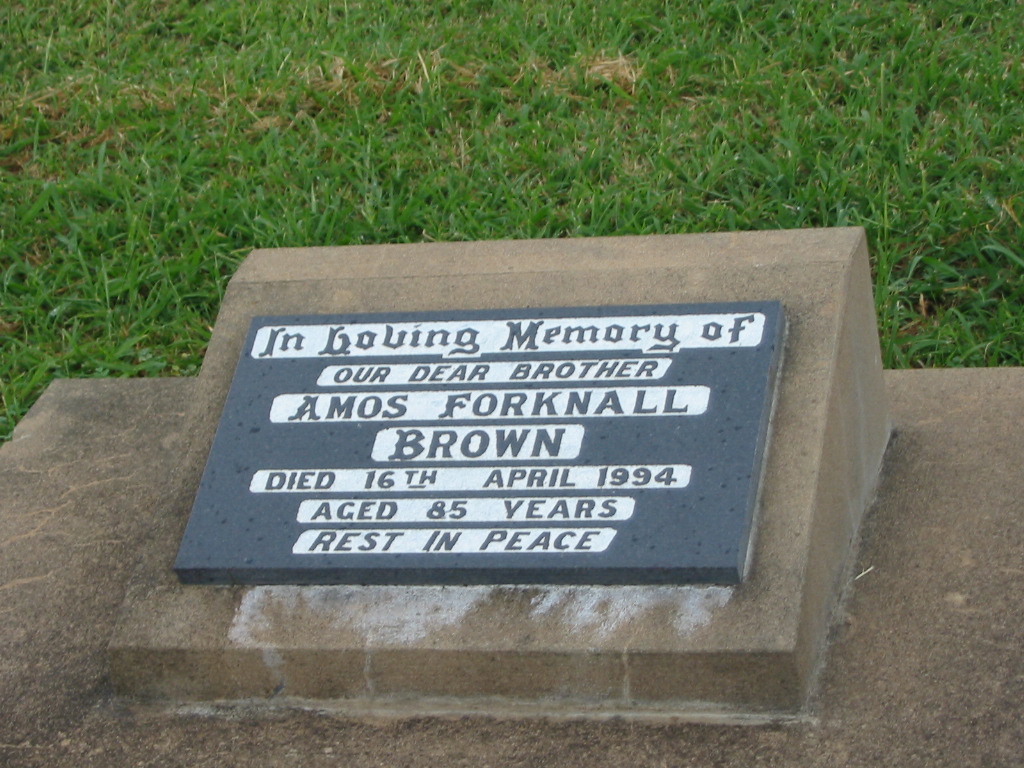 In Loving Memory of
OUR DEAR BROTHER
AMOS FORKNALL
BROWN
DIED 16TH APRIL 1994
AGED 85 YEARS
REST IN PEACE